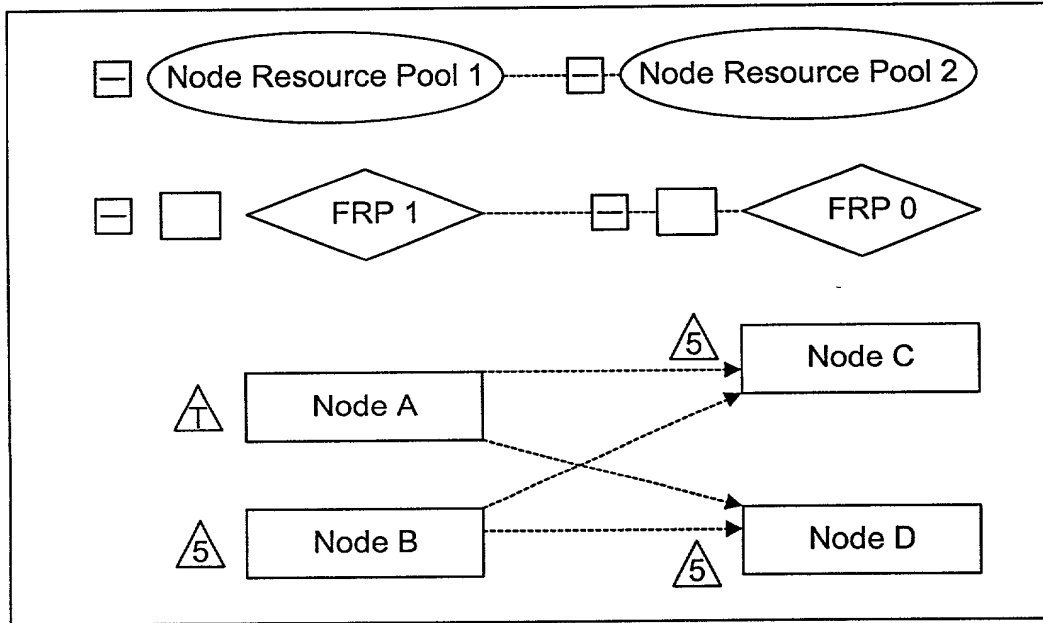 Node Resource Pool 1
Node Resource Pool 2
FRP 1
FRP 0
5
Node C
T
Node A
5
Node B
5
Node D